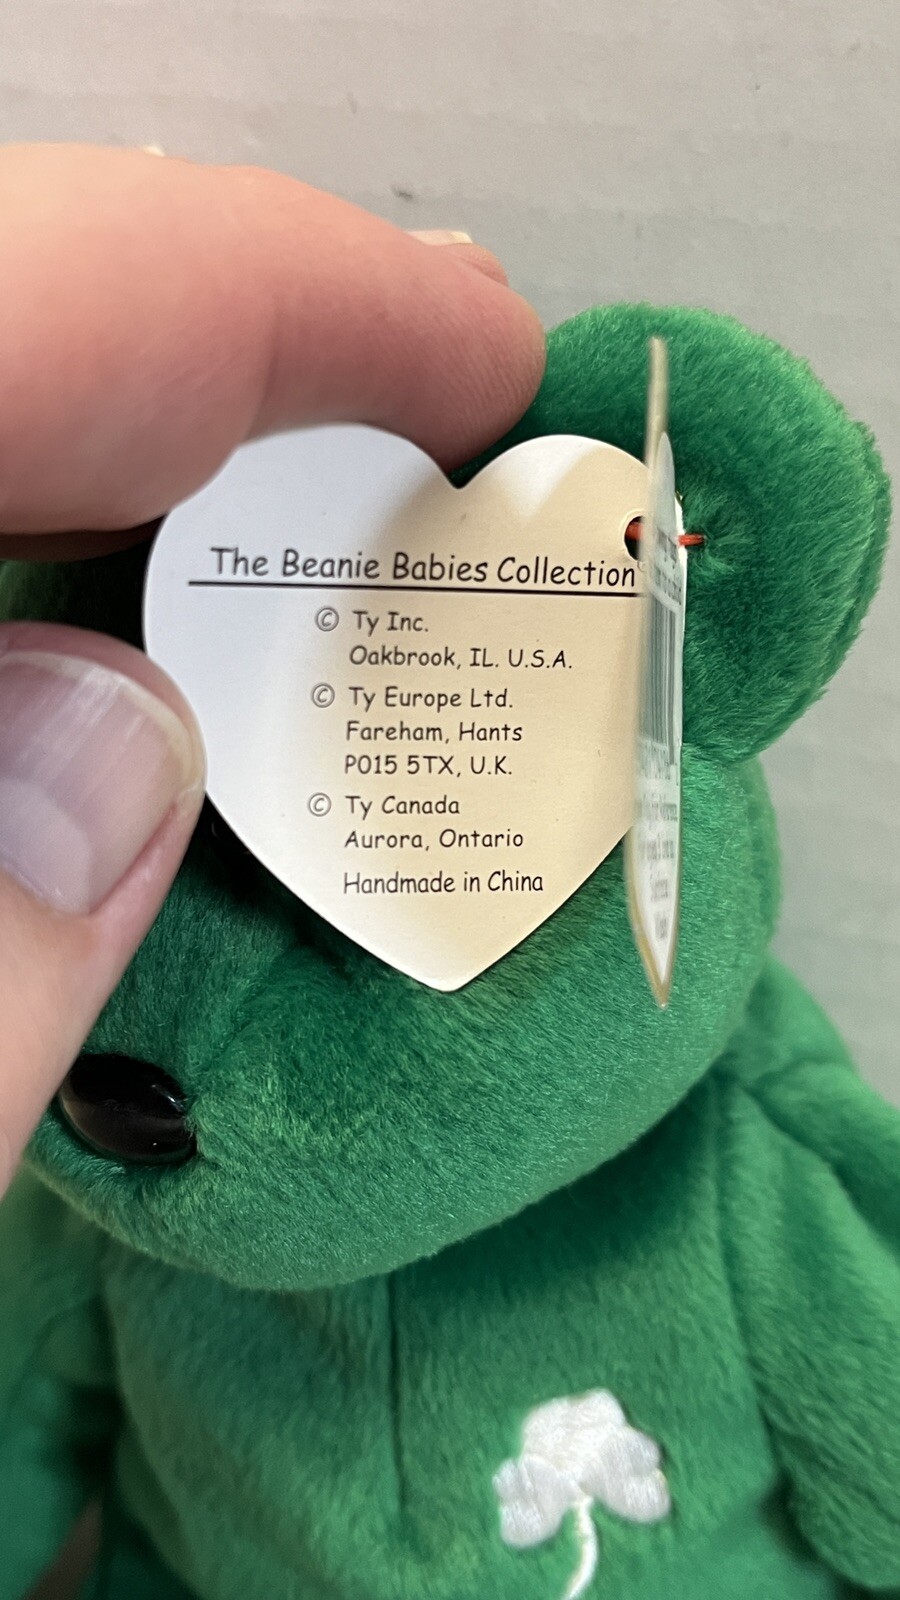 The Beanie Babies Collection
© Ty Inc.
Oakbrook, IL. U.S.A.
© Ty Europe Ltd.
Fareham, Hants
PO15 5TX, U.K.
© Ty Canada
Aurora, Ontario
Handmade in China